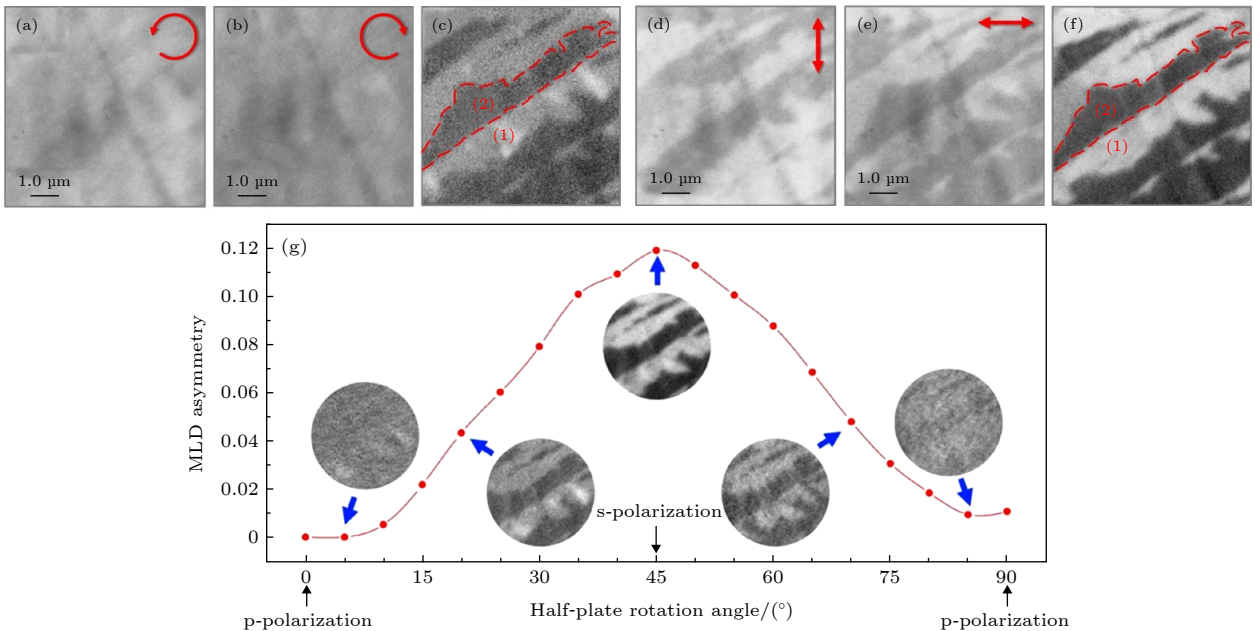 (a)
1.0 µm
(b)
1.0 µm
(c)
(2)
(1)
(d)
1.0 µm
(e)
1.0 µm
(f)
(2)
(1)
(g)
MLD asymmetry
0.12
0.10
0.08
0.06
0.04
0.02
0
s-polarization
0 15 30 45 60 75 90
p-polarization
Half-plate rotation angle/(°)
p-polarization